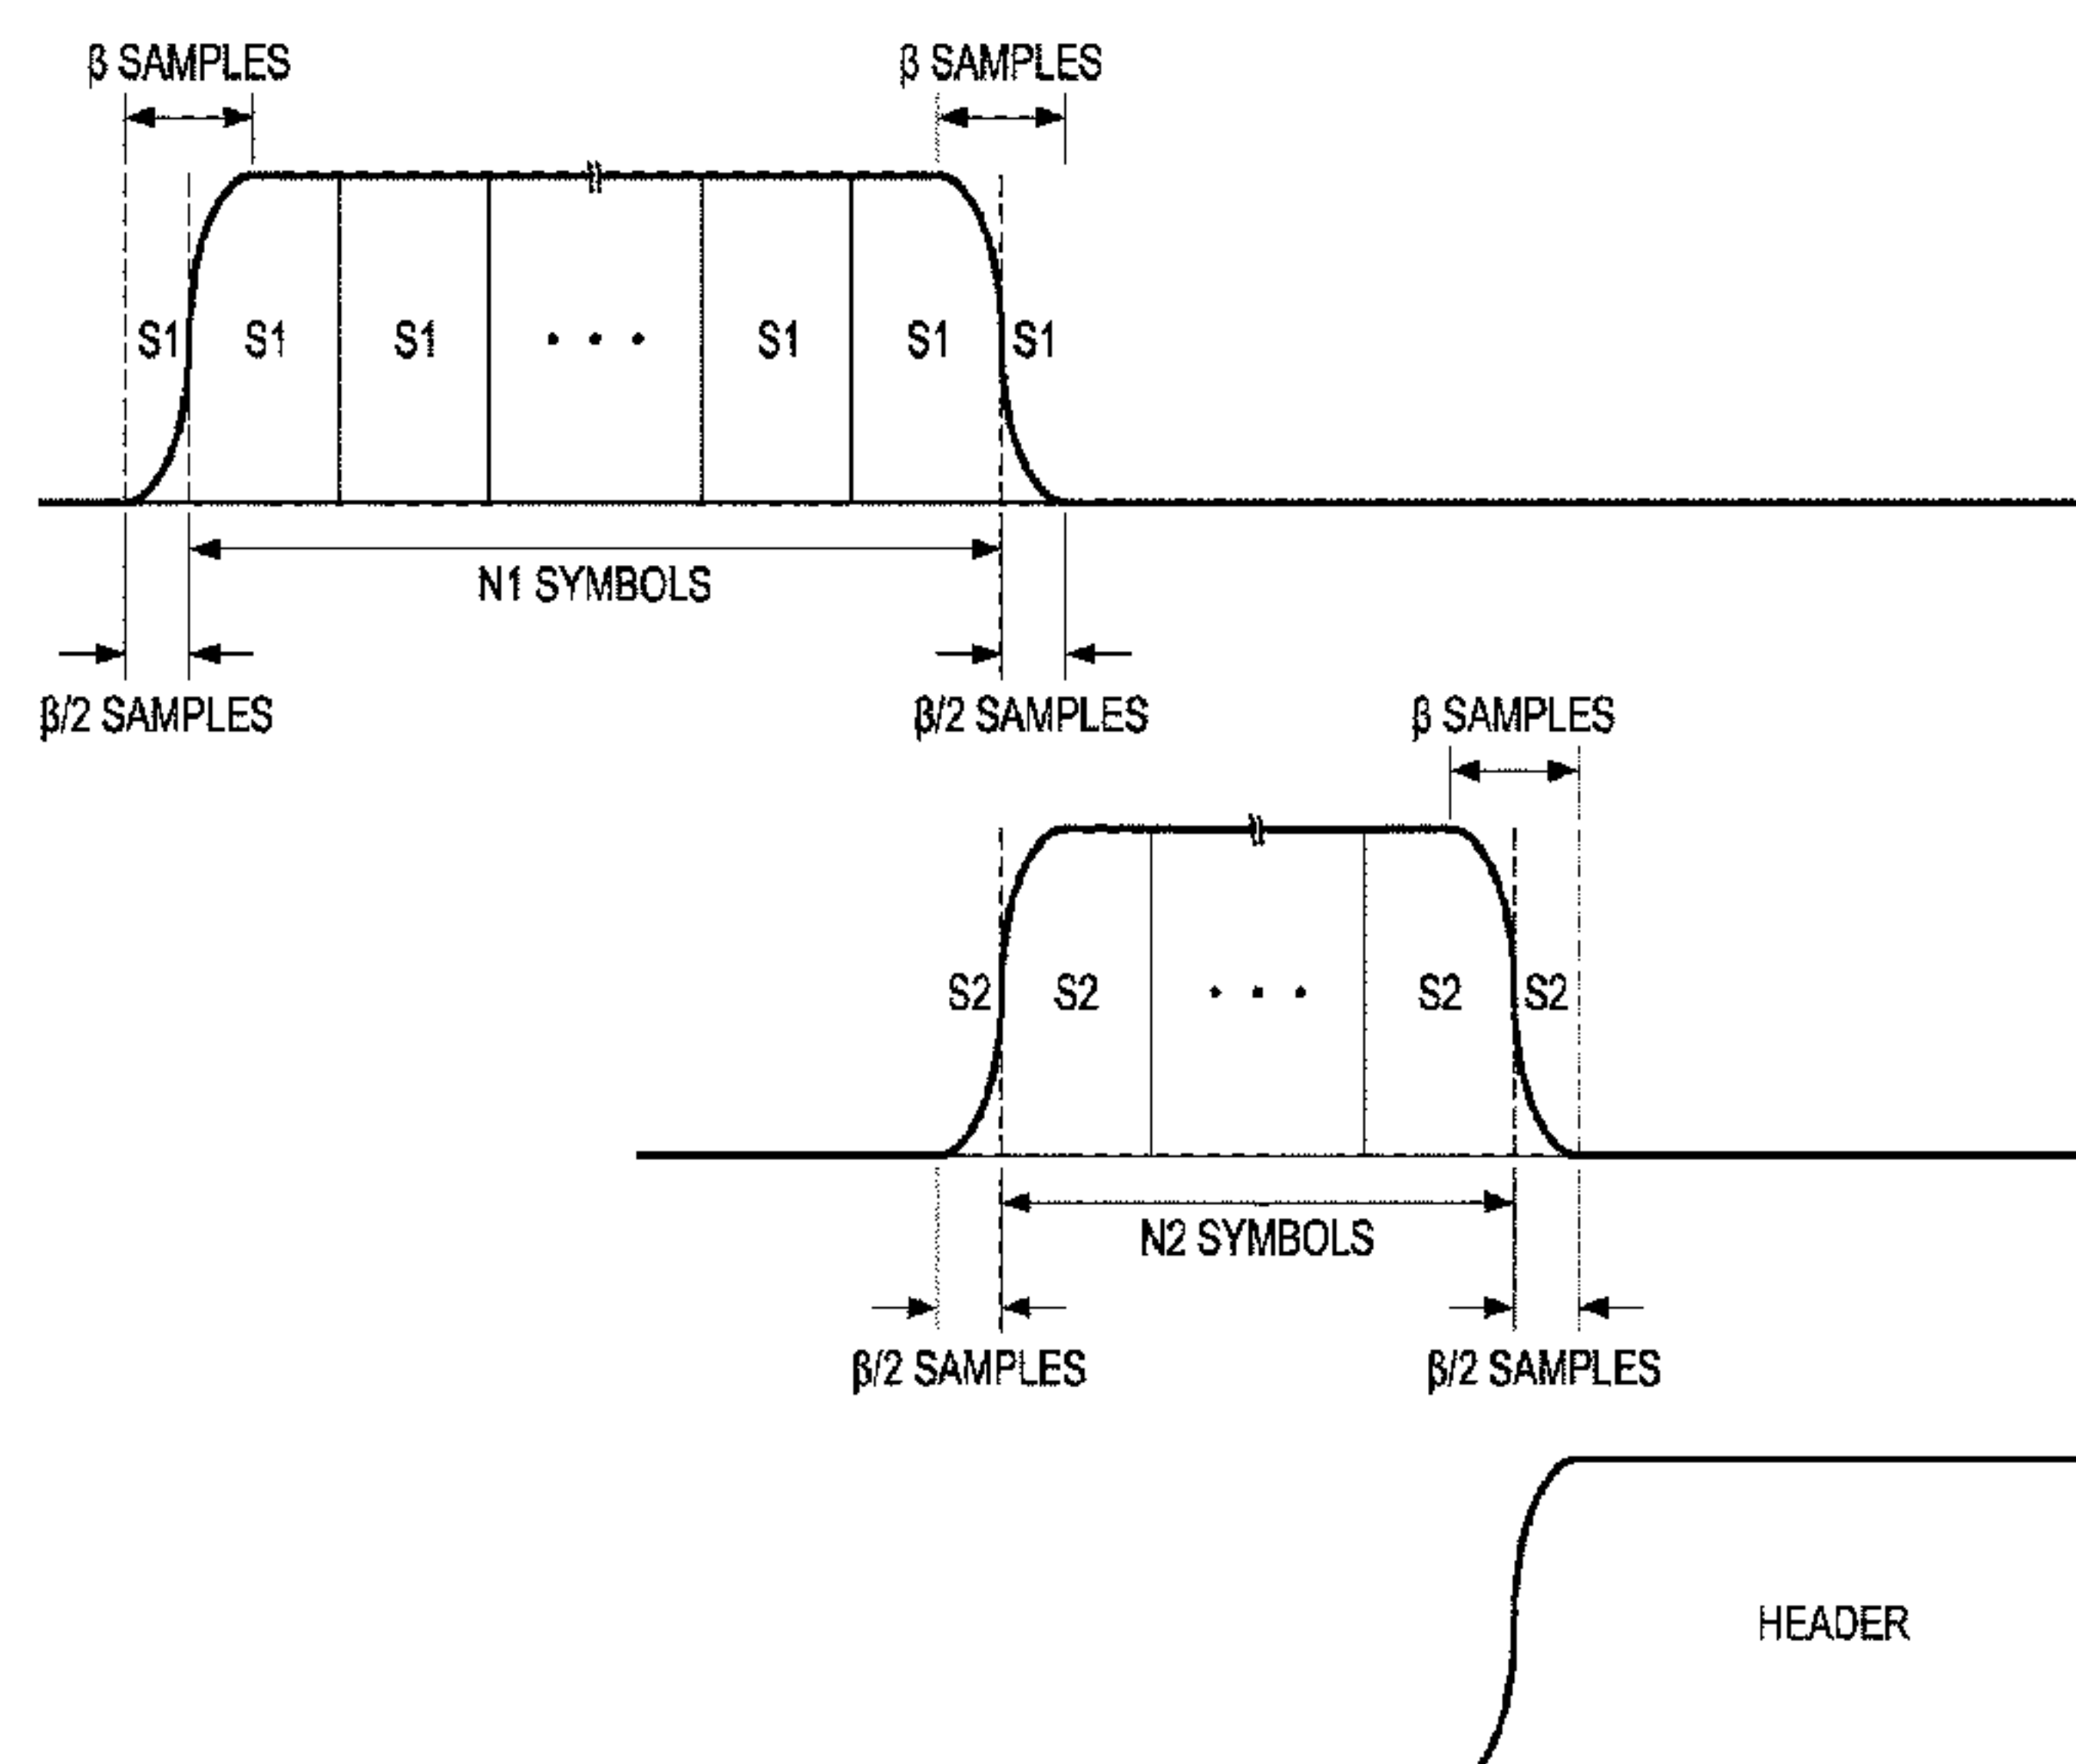 β SAMPLES
β SAMPLES
S1 S1 S1 • • • S1 S1 S1
N1 SYMBOLS
β/2 SAMPLES
β/2 SAMPLES
β SAMPLES
S2 S2 • • • S2 S2
N2 SYMBOLS
β/2 SAMPLES
β/2 SAMPLES
HEADER